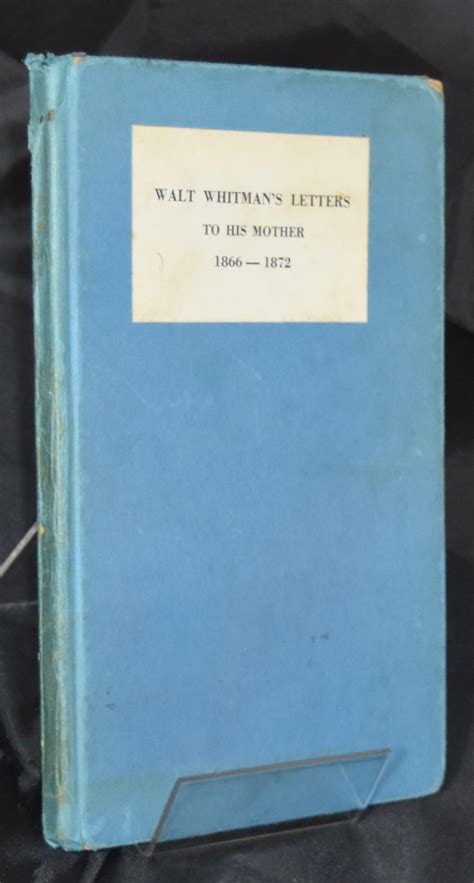 WALT WHITMAN'S LETTERS
TO HIS MOTHER
1866 — 1872